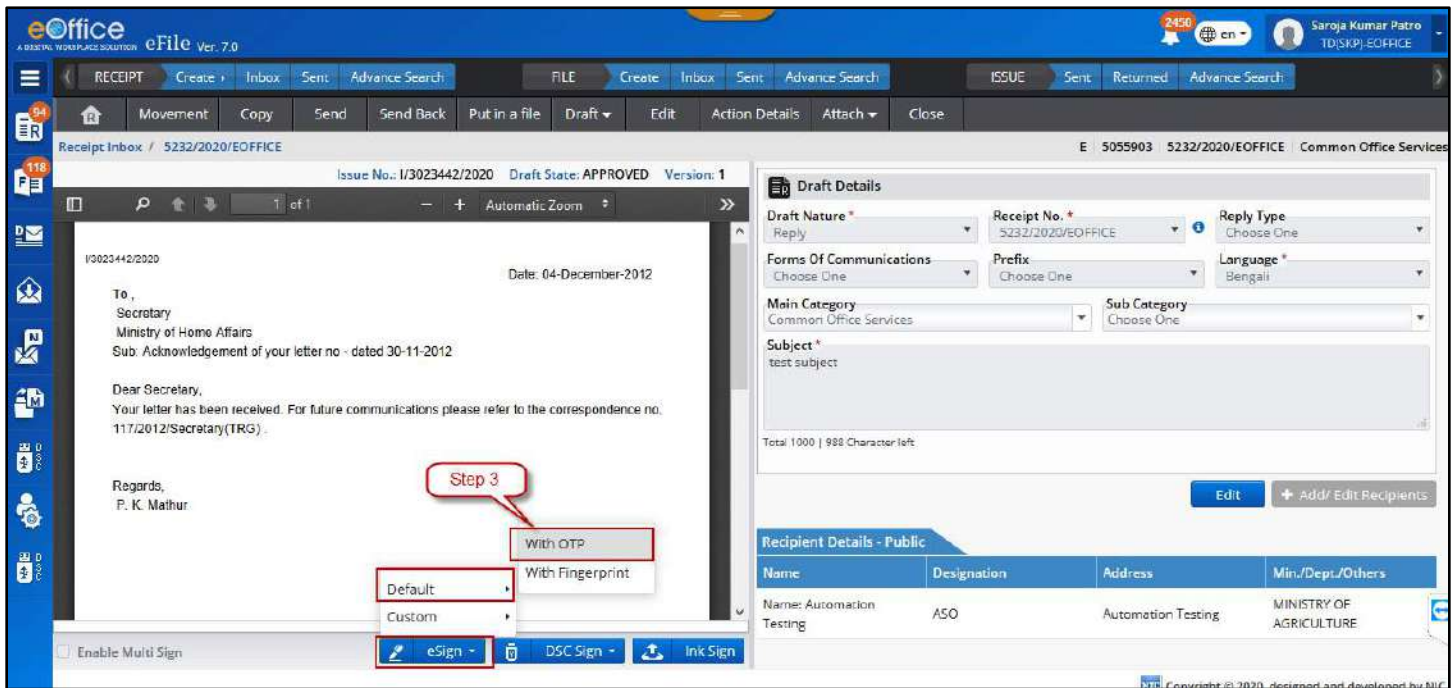 eOffice
A DIGITAL WORKPLACE SOLUTION eFile Ver. 7.0
2450 en
Saroja Kumar Patro
TD(SKP)-EOFFICE
RECEIPT Create Inbox Sent Advance Search FILE Create Inbox Sent Advance Search ISSUE Sent Returned Advance Search
94 R Movement Copy Send Send Back Put in a file Draft Edit Action Details Attach Close
Receipt Inbox / 5232/2020/EOFFICE E 5055903 5232/2020/EOFFICE Common Office Services
118
Issue No.: I/3023442/2020 Draft State: APPROVED Version: 1
1 of 1 - + Automatic Zoom
I/3023442/2020
Date: 04-December-2012
To ,
Secretary
Ministry of Home Affairs
Sub: Acknowledgement of your letter no - dated 30-11-2012
Dear Secretary,
Your letter has been received. For future communications please refer to the correspondence no.
117/2012/Secretary(TRG) .
Regards,
P. K. Mathur
Step 3
With OTP
With Fingerprint
Default
Custom
Enable Multi Sign eSign DSC Sign Ink Sign
Draft Details
Draft Nature * Receipt No. * Reply Type
Reply 5232/2020/EOFFICE Choose One
Forms Of Communications Prefix Language *
Choose One Choose One Bengali
Main Category Sub Category
Common Office Services Choose One
Subject *
test subject
Total 1000 | 988 Character left
Edit + Add/ Edit Recipients
Recipient Details - Public
Name Designation Address Min./Dept./Others
Name: Automation Testing ASO Automation Testing MINISTRY OF AGRICULTURE
Copyright © 2020, designed and developed by NIC